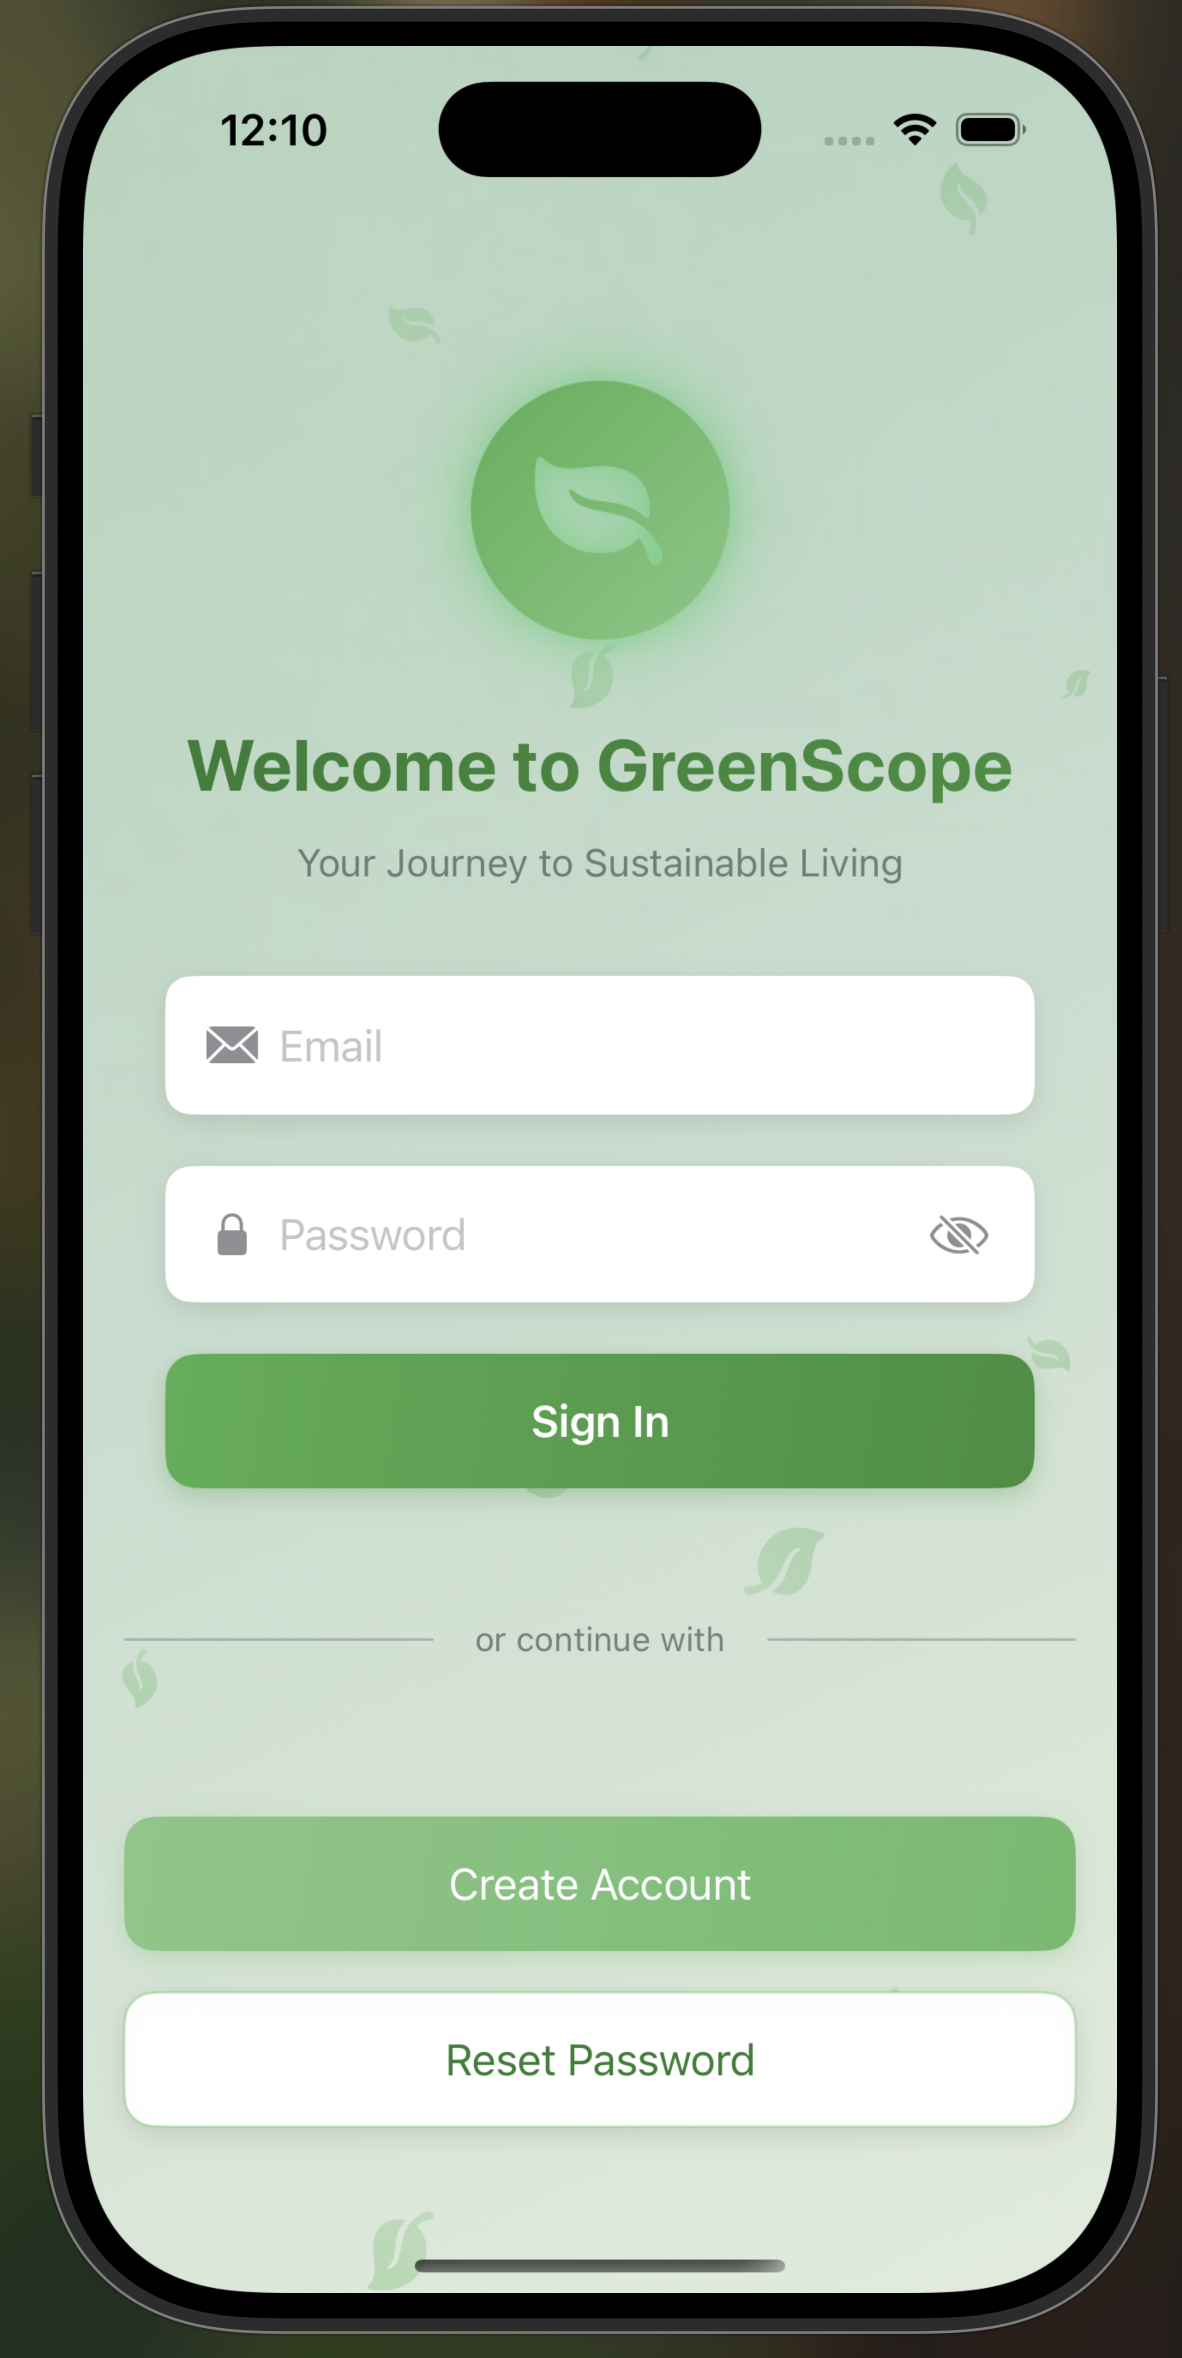 12:10
Welcome to GreenScope
Your Journey to Sustainable Living
Email
Password
Sign In
or continue with
Create Account
Reset Password